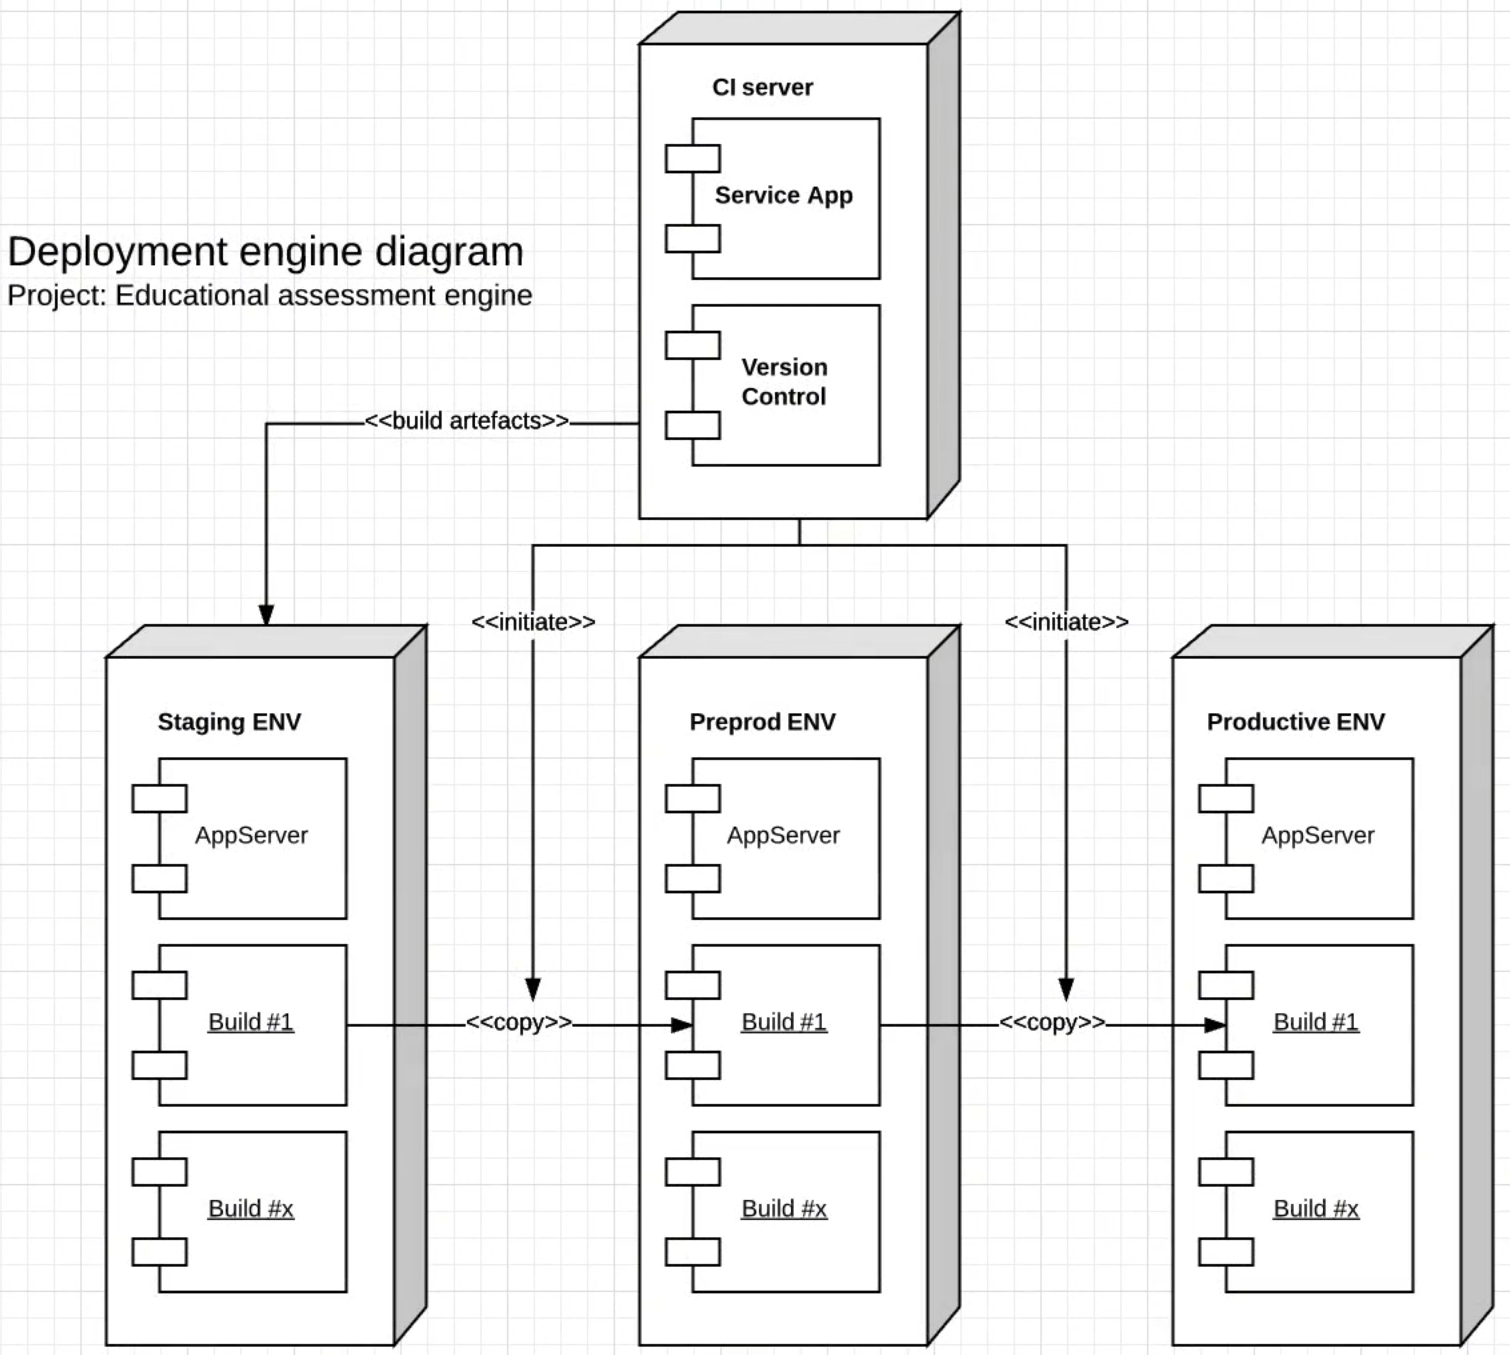 CI server
Service App
Deployment engine diagram
Project: Educational assessment engine
Version
Control
<<build artefacts>>
<<initiate>>
<<initiate>>
Staging ENV
Preprod ENV
Productive ENV
AppServer
AppServer
AppServer
Build #1
<<copy>>
Build #1
<<copy>>
Build #1
Build #x
Build #x
Build #x